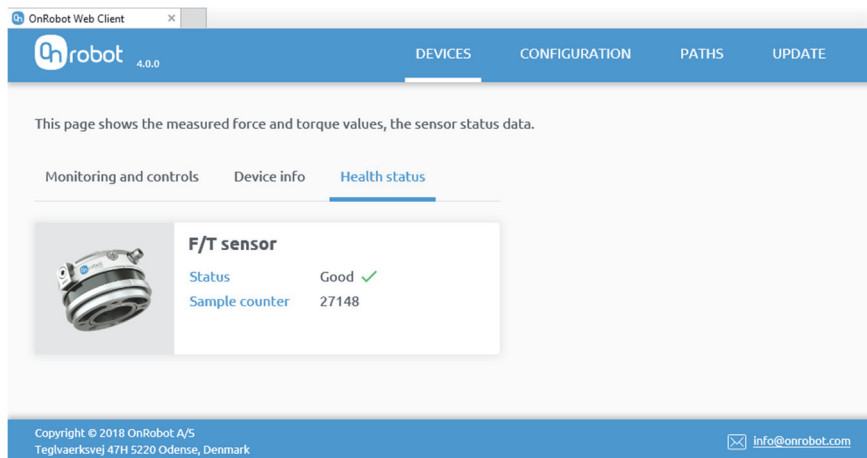 OnRobot Web Client
OnRobot 4.0.0
DEVICES CONFIGURATION PATHS UPDATE
This page shows the measured force and torque values, the sensor status data.
Monitoring and controls Device info Health status
F/T sensor
Status Good
Sample counter 27148
Copyright © 2018 OnRobot A/S
Teglvaerksvej 47H 5220 Odense, Denmark
info@onrobot.com